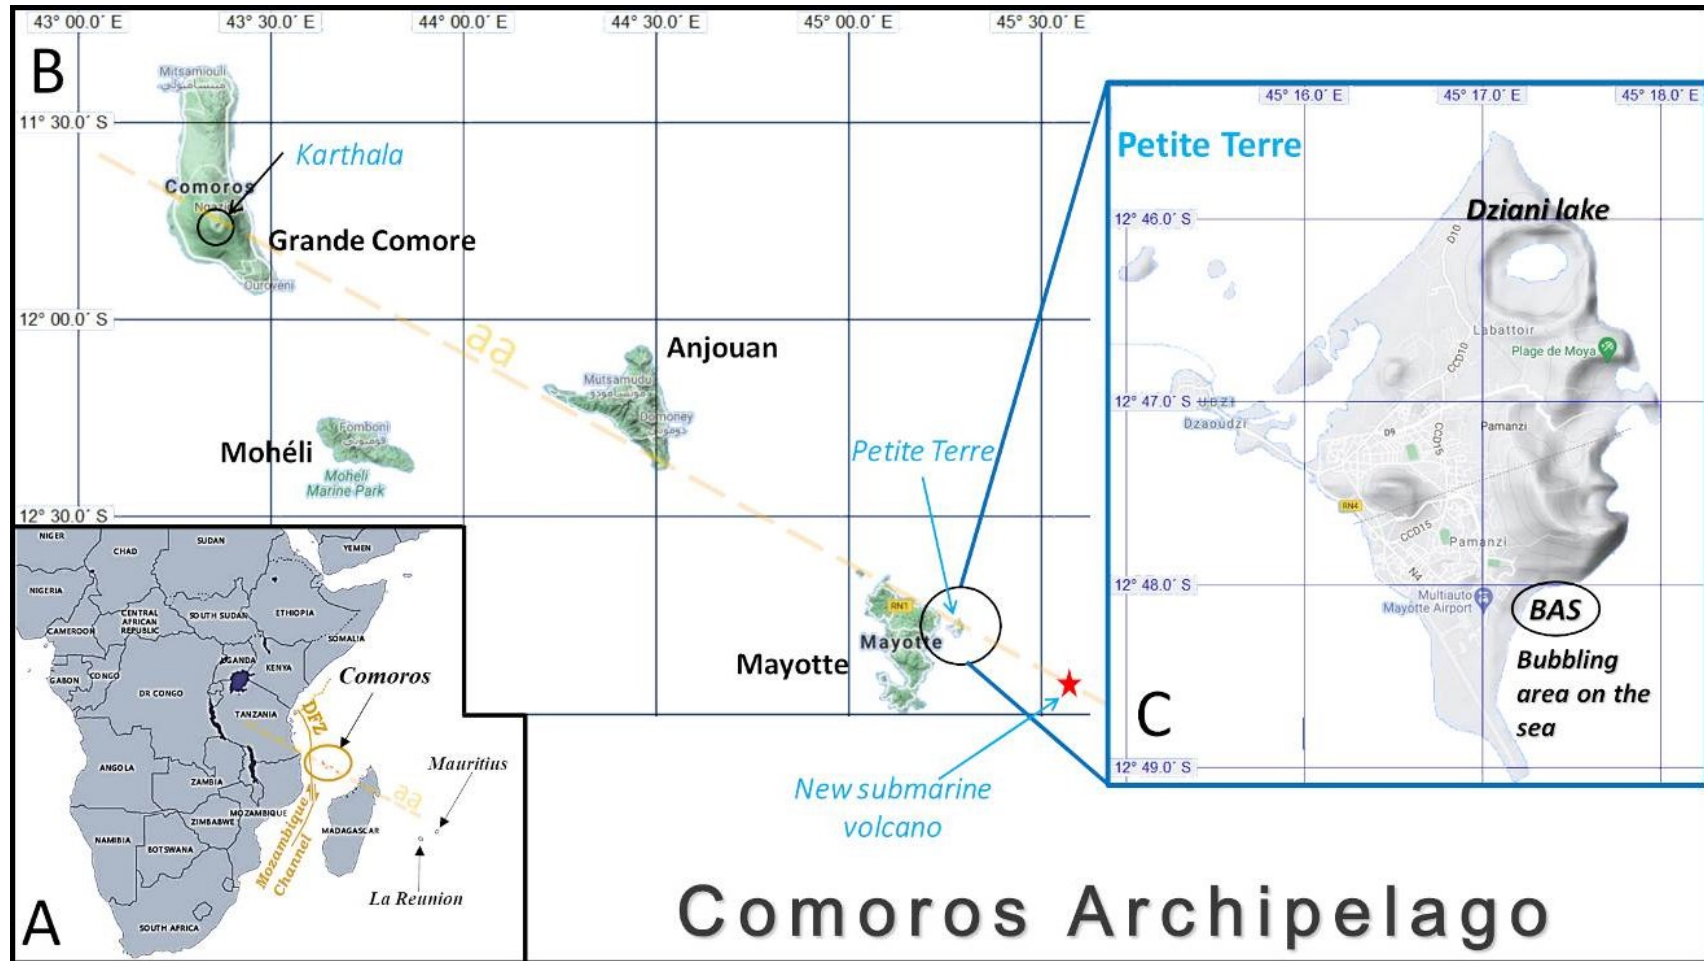 43° 00.0´ E
43° 30.0´ E
44° 00.0´ E
44° 30.0´ E
45° 00.0´ E
45° 30.0´ E
B
11° 30.0´ S
12° 00.0´ S
12° 30.0´ S
Mitsamiouli
Karthala
Comoros
Grande Comore
Ouroveni
aa
Anjouan
Mutsamudu
موتسامودو
Domoney
دوموني
Mohéli
Fomboni
فومبوني
Moheli
Marine Park
Petite Terre
RN1
Mayotte
Mayotte
New submarine
volcano
45° 16.0´ E
45° 17.0´ E
45° 18.0´ E
Petite Terre
12° 46.0´ S
12° 47.0´ S
12° 48.0´ S
12° 49.0´ S
Dziani lake
D10
Labattoir
Plage de Moya
CCD10
Dzaoudzi
D9
CCD15
Pamanzi
RN4
CCD15
Pamanzi
N4
Multiauto
Mayotte Airport
BAS
Bubbling
area on the
sea
C
NIGER
CHAD
SUDAN
YEMEN
NIGERIA
CENTRAL
AFRICAN
REPUBLIC
SOUTH SUDAN
ETHIOPIA
CAMEROON
SOMALIA
UGANDA
KENYA
GABON
CONGO
DR CONGO
Comoros
TANZANIA
DFZ
ANGOLA
ZAMBIA
Mauritius
aa
MOZAMBIQUE
ZIMBABWE
Mozambique
Channel
MADAGASCAR
NAMIBIA
BOTSWANA
La Reunion
SOUTH AFRICA
A
Comoros Archipelago